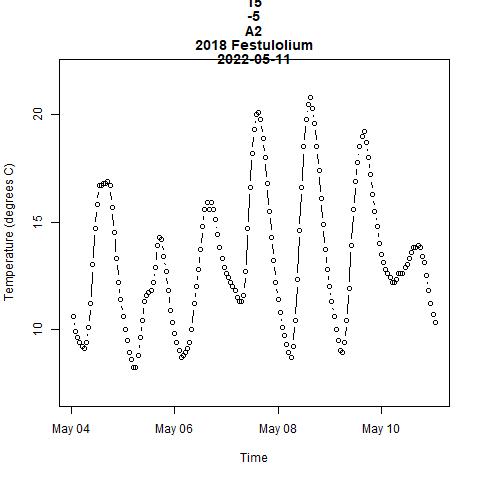 15
-5
A2
2018 Festulolium
2022-05-11
Temperature (degrees C)
20
15
10
May 04
May 06
May 08
May 10
Time